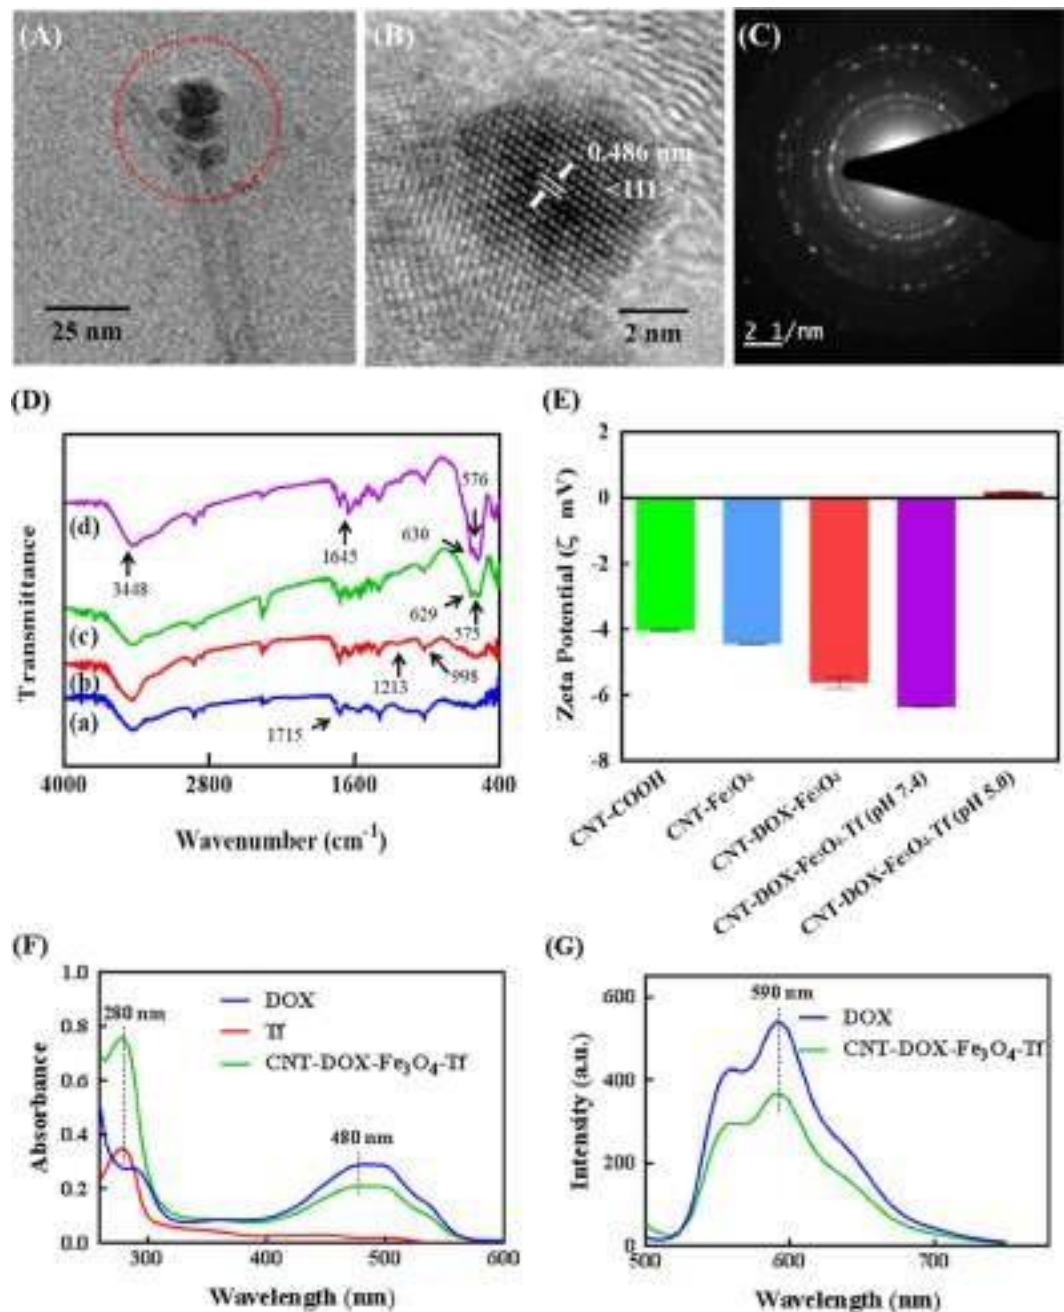 (A)
25 nm
(B)
0.486 nm
<111>
2 nm
(C)
2 1/nm
(D)
Transmittance
576
(d)
3448
1645
630
(c)
629
575
(b)
1213
998
(a)
1715
4000 2800 1600 400
Wavenumber (cm-1)
(E)
Zeta Potential (ζ mV)
2
0
-2
-4
-6
-8
CNT-COOH
CNT-Fe3O4
CNT-DOX-Fe3O4
CNT-DOX-Fe3O4-Tf (pH 7.4)
CNT-DOX-Fe3O4-Tf (pH 5.0)
(F)
Absorbance
1.0
0.8
0.6
0.4
0.2
0.0
280 nm
DOX
Tf
CNT-DOX-Fe3O4-Tf
480 nm
300 400 500 600
Wavelength (nm)
(G)
Intensity (a.u.)
600
400
200
0
590 nm
DOX
CNT-DOX-Fe3O4-Tf
500 600 700
Wavelength (nm)